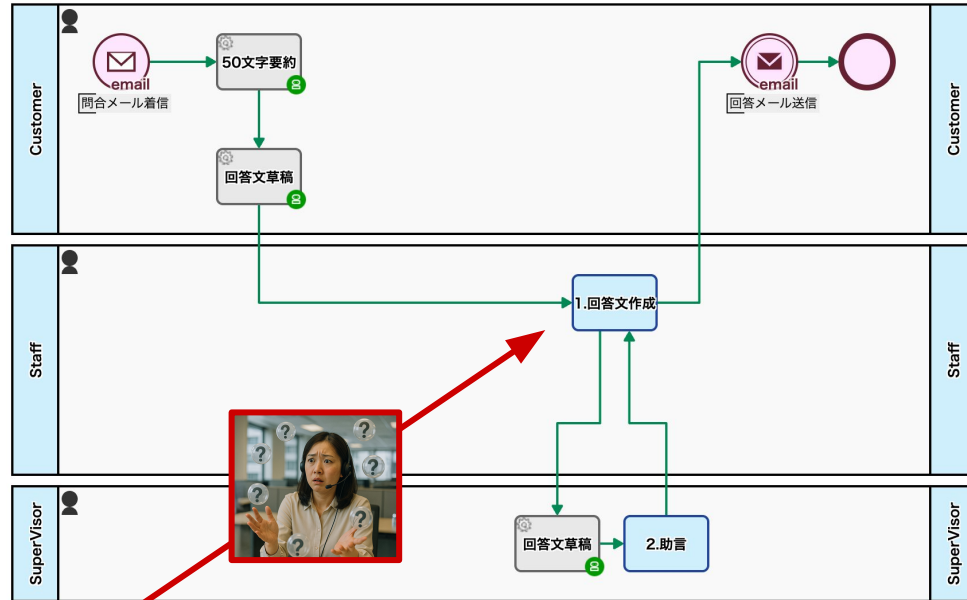 Customer
email
問合メール着信
50文字要約
回答文草稿
email
回答メール送信
Customer
Staff
1.回答文作成
Staff
?
?
?
?
?
?
?
SuperVisor
回答文草稿
2.助言
SuperVisor